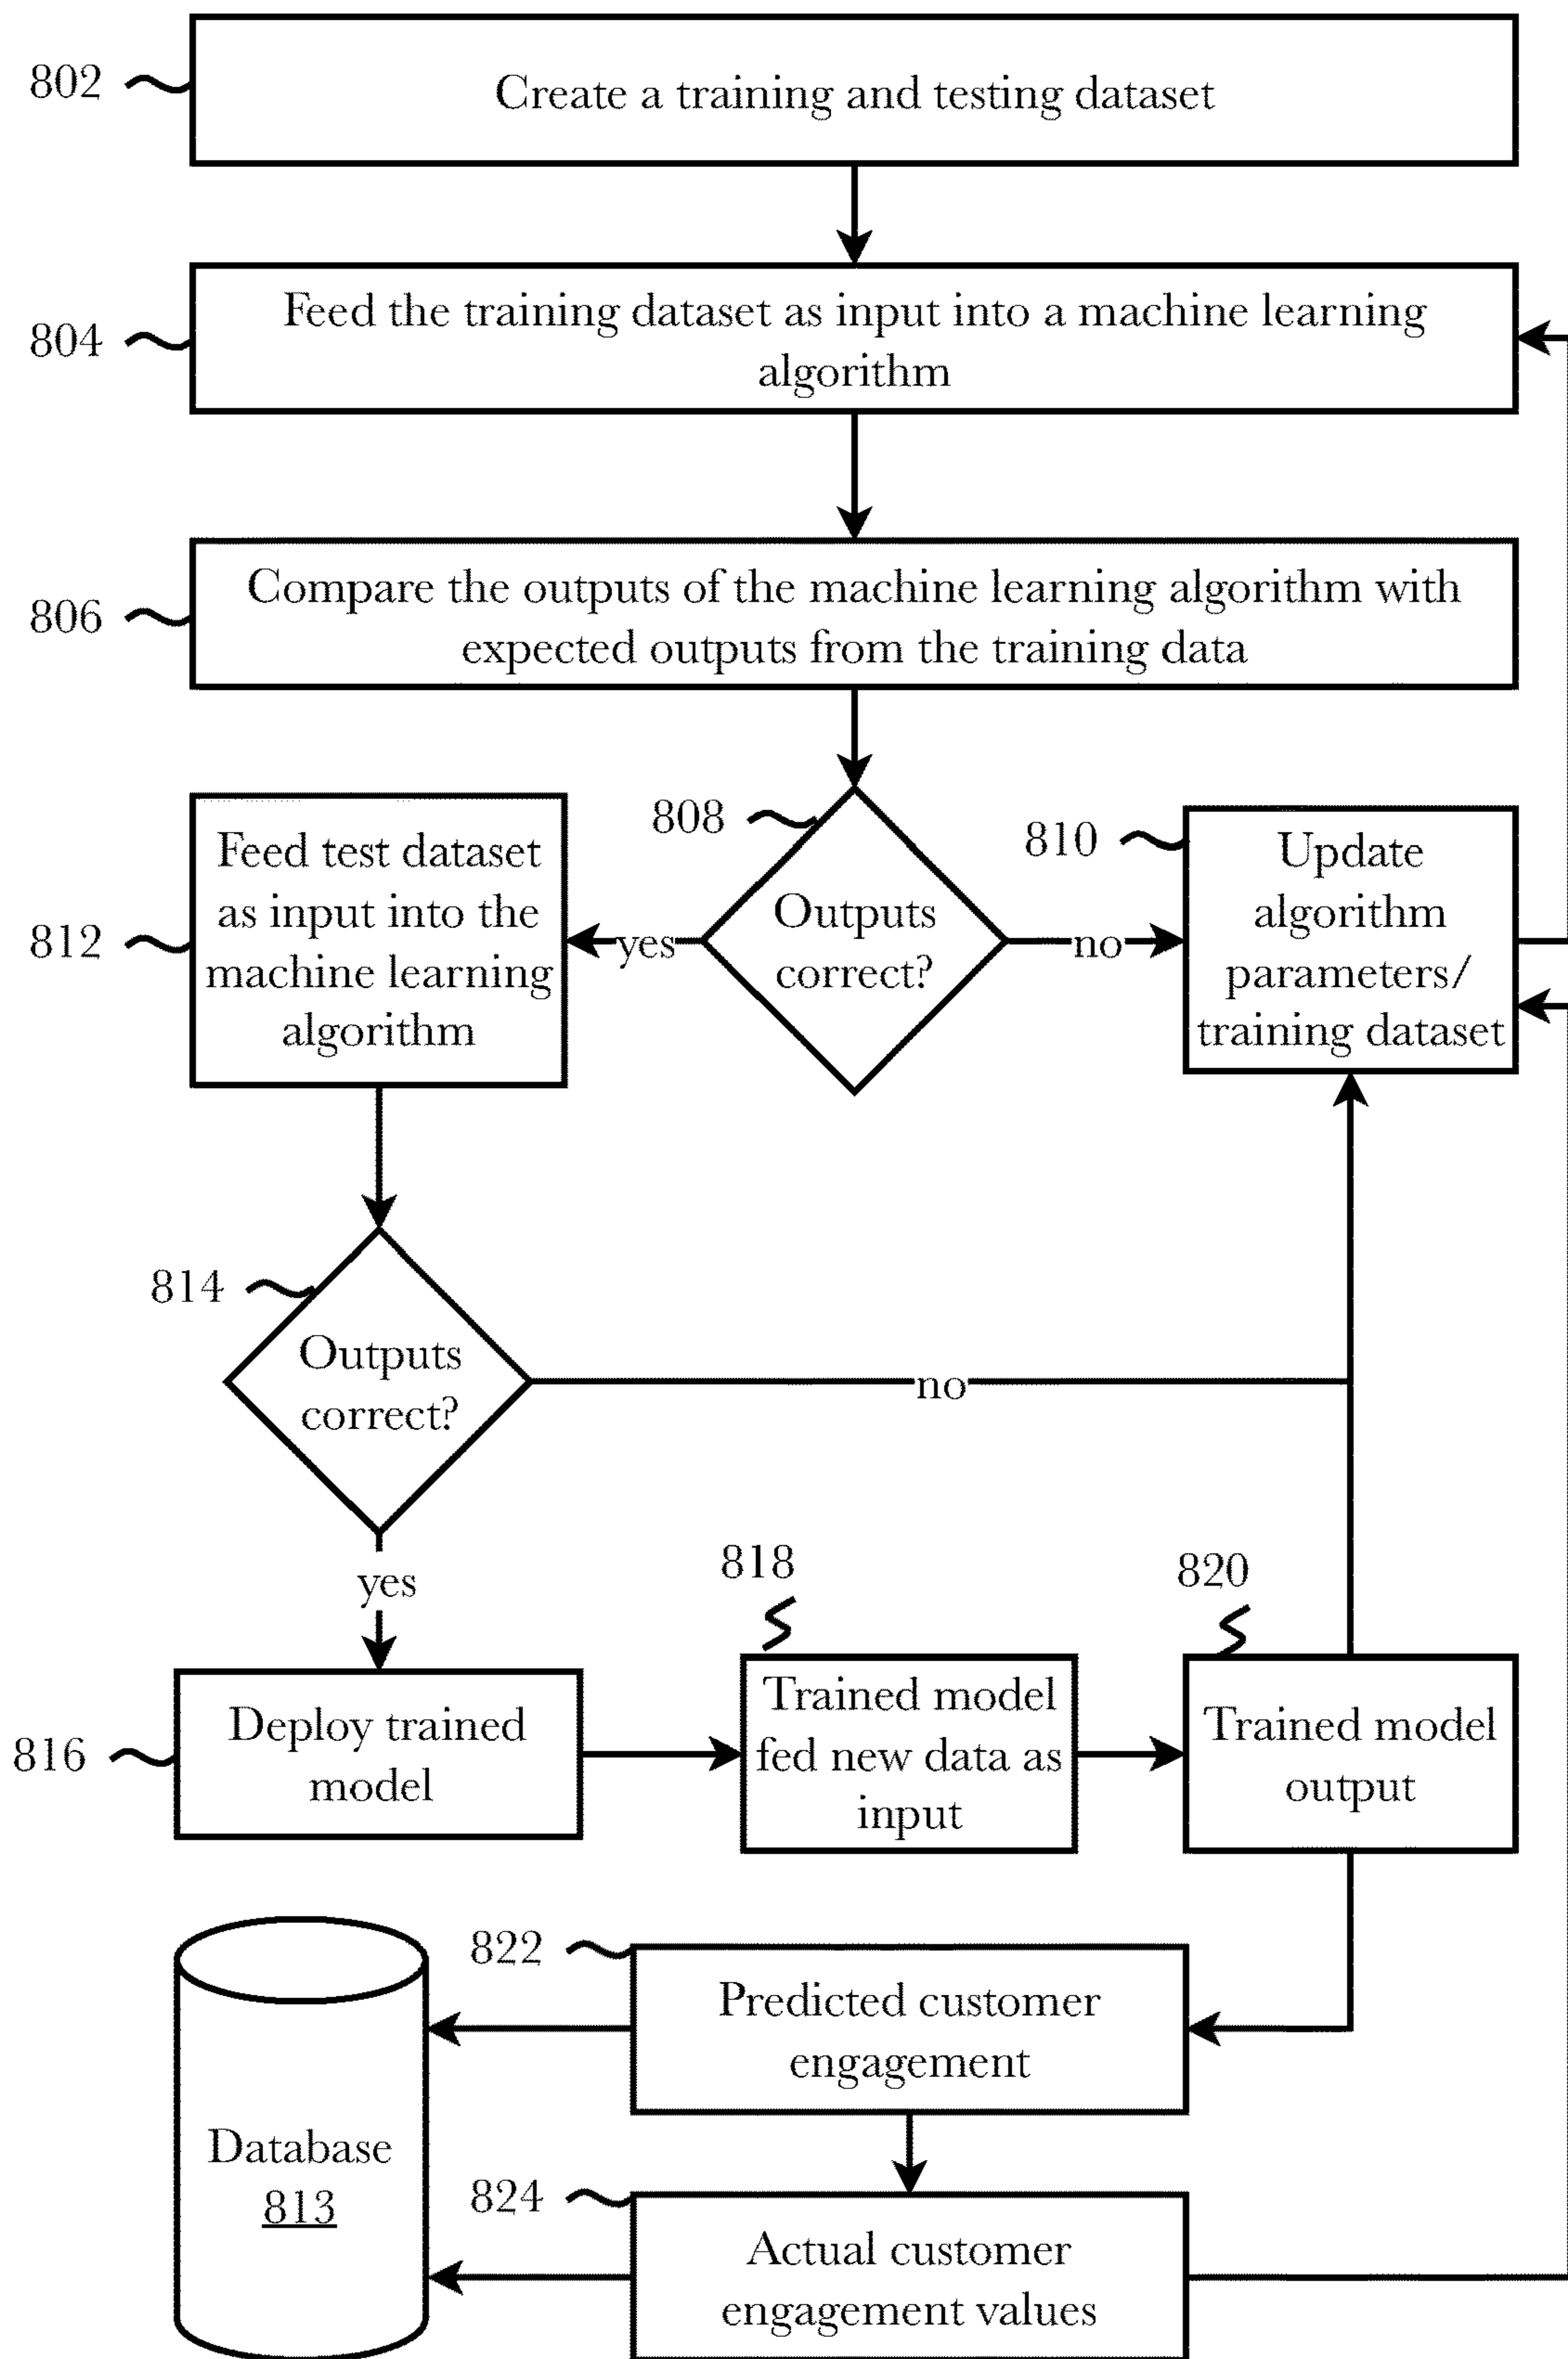 802
Create a training and testing dataset
804
Feed the training dataset as input into a machine learning
algorithm
806
Compare the outputs of the machine learning algorithm with
expected outputs from the training data
808
Outputs
correct?
yes
no
810
Update
algorithm
parameters/
training dataset
812
Feed test dataset
as input into the
machine learning
algorithm
814
Outputs
correct?
no
yes
816
Deploy trained
model
818
Trained model
fed new data as
input
820
Trained model
output
822
Predicted customer
engagement
Database
813
824
Actual customer
engagement values